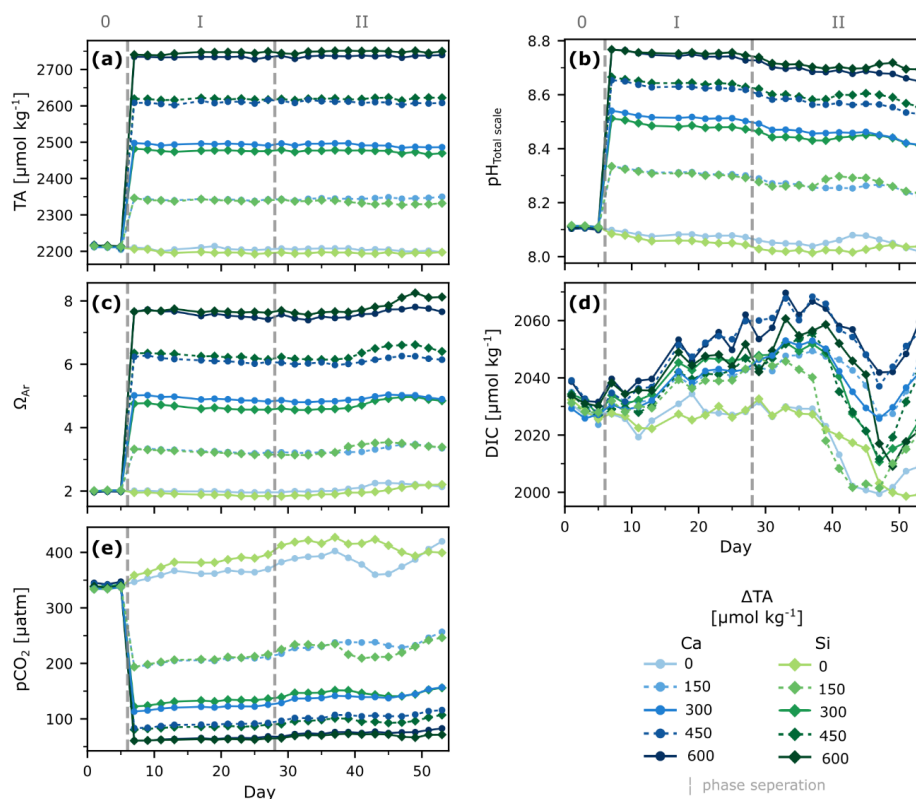 0 I II
(a)
TA [µmol kg⁻¹]
2700
2600
2500
2400
2300
2200
0 I II
(b)
pH Total scale
8.8
8.6
8.4
8.2
8.0
(c)
Ω Ar
8
6
4
2
(d)
DIC [µmol kg⁻¹]
2060
2040
2020
2000
0 10 20 30 40 50
Day
(e)
pCO₂ [µatm]
400
300
200
100
0 10 20 30 40 50
Day
ΔTA
[µmol kg⁻¹]
Ca Si
0 0
150 150
300 300
450 450
600 600
phase seperation